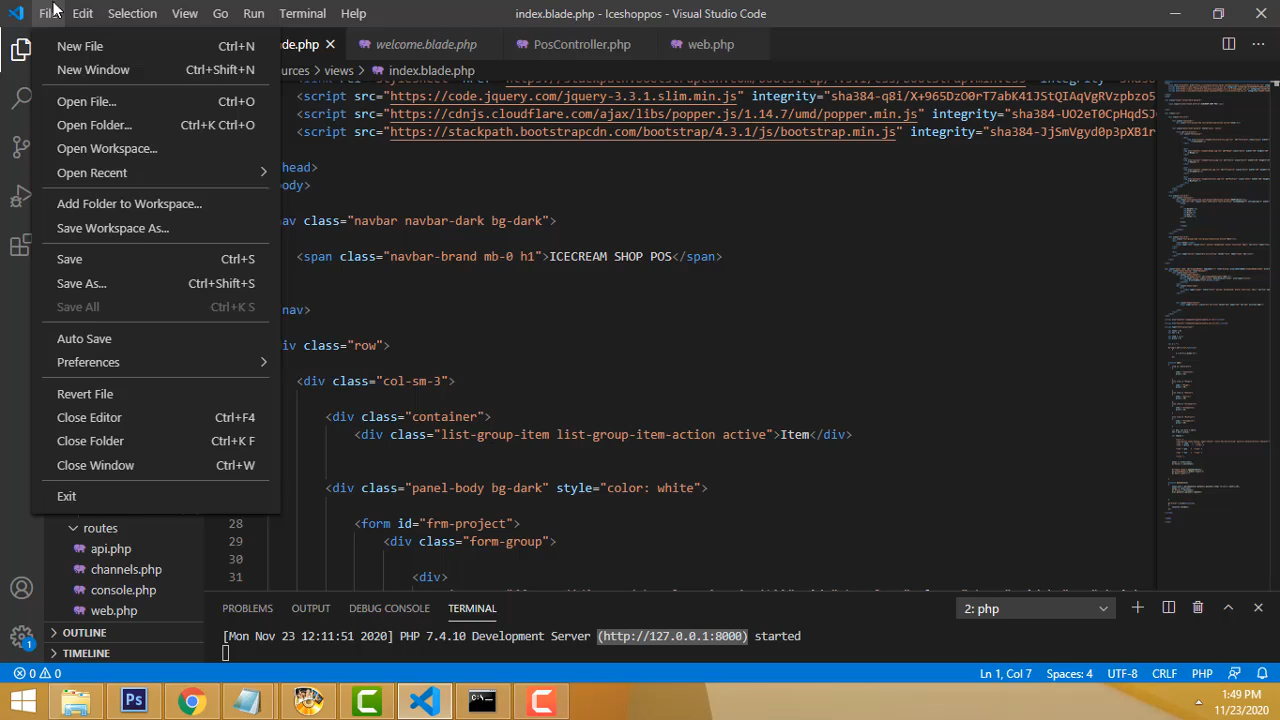 File Edit Selection View Go Run Terminal Help index.blade.php - Iceshoppos - Visual Studio Code
de.php × welcome.blade.php PosController.php web.php
urces > views > index.blade.php
New File Ctrl+N
New Window Ctrl+Shift+N
Open File... Ctrl+O
Open Folder... Ctrl+K Ctrl+O
Open Workspace...
Open Recent >
Add Folder to Workspace...
Save Workspace As...
Save Ctrl+S
Save As... Ctrl+Shift+S
Save All Ctrl+K S
Auto Save
Preferences >
Revert File
Close Editor Ctrl+F4
Close Folder Ctrl+K F
Close Window Ctrl+W
Exit
<script src="https://code.jquery.com/jquery-3.3.1.slim.min.js" 
<script src="https://cdnjs.cloudflare.com/ajax/libs/popper.js/1.14.7/umd/popper.min.js" integrity="sha384-UO2eT0CpHqdSJ
<script src="https://stackpath.bootstrapcdn.com/bootstrap/4.3.1/js/bootstrap.min.js" integrity="sha384-JjSmVgyd0p3pXB1r
head>
body>
av class="navbar navbar-dark bg-dark">
<span class="navbar-brand mb-0 h1">ICECREAM SHOP POS</span>
nav>
iv class="row">
<div class="col-sm-3">
<div class="container">
<div class="list-group-item list-group-item-action active">Item</div>
<div class="panel-body bg-dark" style="color: white">
28 <form id="frm-project">
29 <div class="form-group">
30
31 <div>
routes
api.php
channels.php
console.php
web.php
> OUTLINE
> TIMELINE
PROBLEMS OUTPUT DEBUG CONSOLE TERMINAL 2: php
[Mon Nov 23 12:11:51 2020] PHP 7.4.10 Development Server (http://127.0.0.1:8000) started
1
0 0 Ln 1, Col 7 Spaces: 4 UTF-8 CRLF PHP
Ps
1:49 PM
11/23/2020